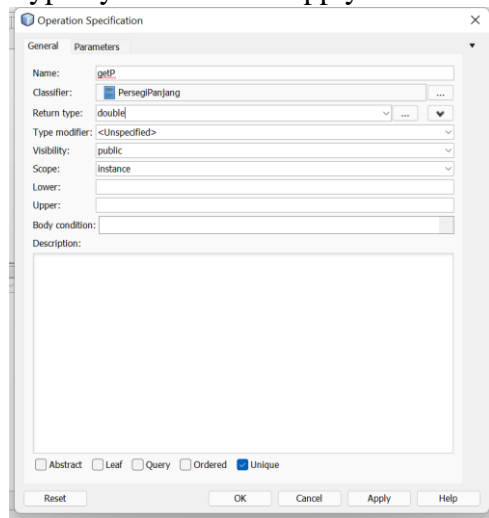 Operation Specification
General Parameters
Name: getP
Classifier: PersegiPanjang ...
Return type: double ...
Type modifier: <Unspecified>
Visibility: public
Scope: instance
Lower:
Upper:
Body condition:
Description:
Abstract Leaf Query Ordered Unique
Reset OK Cancel Apply Help